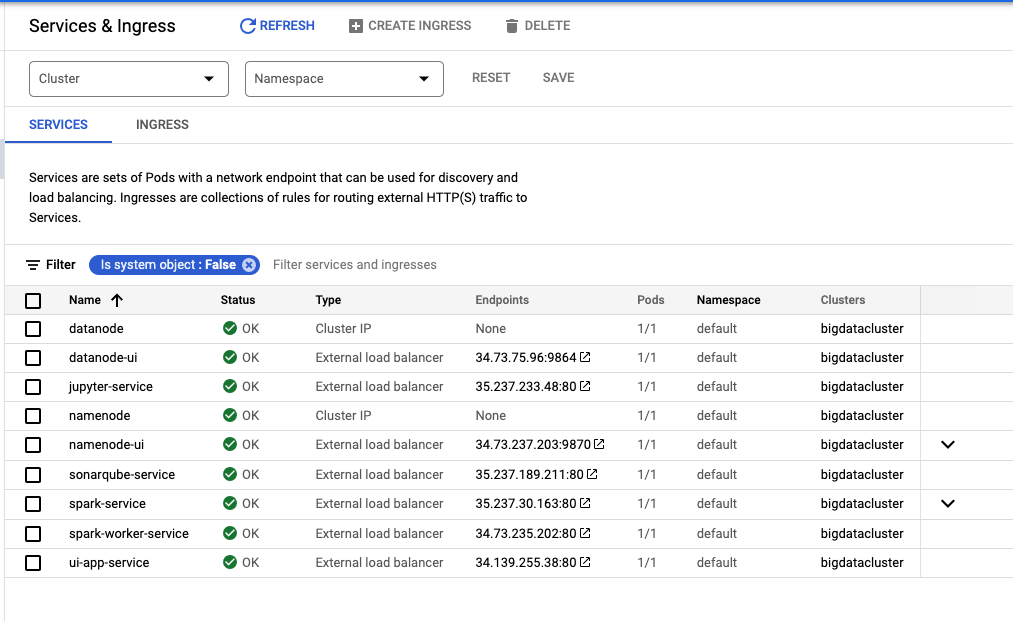 Services & Ingress REFRESH CREATE INGRESS DELETE
Cluster Namespace RESET SAVE
SERVICES INGRESS
Services are sets of Pods with a network endpoint that can be used for discovery and
load balancing. Ingresses are collections of rules for routing external HTTP(S) traffic to
Services.
Filter Is system object : False Filter services and ingresses
Name Status Type Endpoints Pods Namespace Clusters
datanode OK Cluster IP None 1/1 default bigdatacluster
datanode-ui OK External load balancer 34.73.75.96:9864 1/1 default bigdatacluster
jupyter-service OK External load balancer 35.237.233.48:80 1/1 default bigdatacluster
namenode OK Cluster IP None 1/1 default bigdatacluster
namenode-ui OK External load balancer 34.73.237.203:9870 1/1 default bigdatacluster
sonarqube-service OK External load balancer 35.237.189.211:80 1/1 default bigdatacluster
spark-service OK External load balancer 35.237.30.163:80 1/1 default bigdatacluster
spark-worker-service OK External load balancer 34.73.235.202:80 1/1 default bigdatacluster
ui-app-service OK External load balancer 34.139.255.38:80 1/1 default bigdatacluster